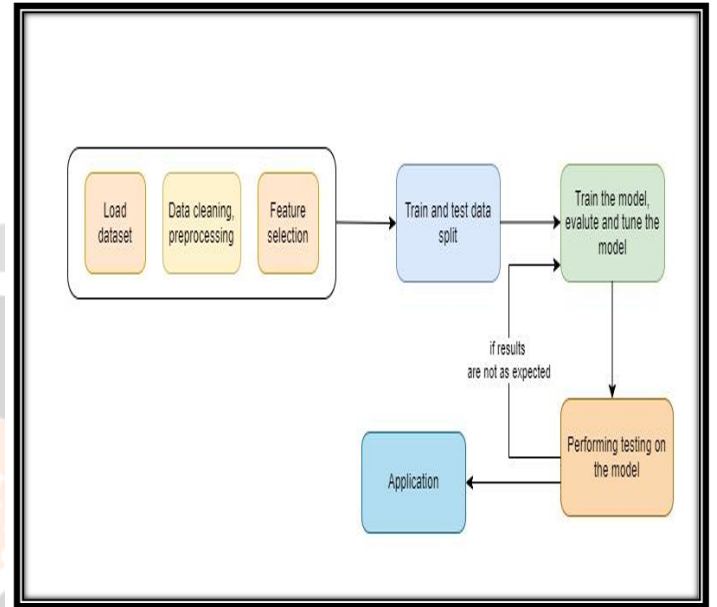 Load
dataset
Data cleaning,
preprocessing
Feature
selection
Train and test data
split
Train the model,
evalute and tune the
model
if results
are not as expected
Performing testing on
the model
Application